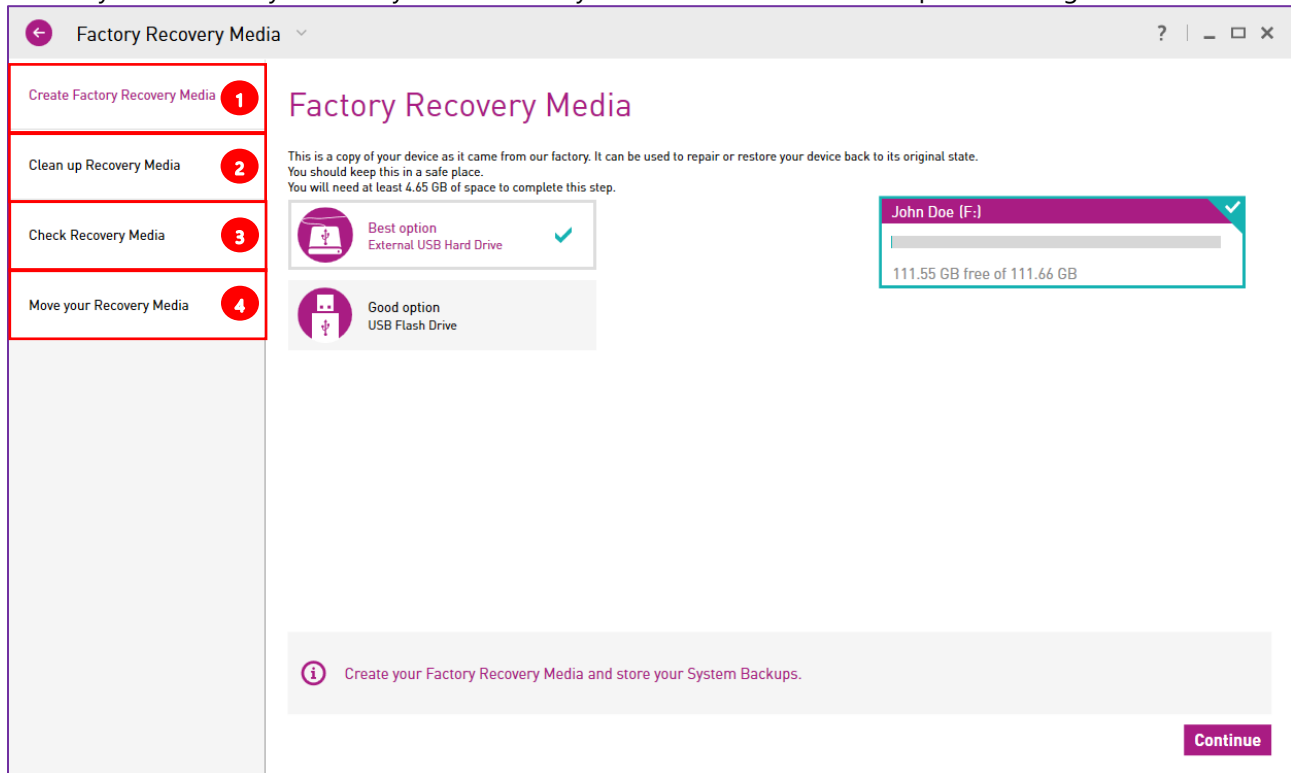 Factory Recovery Media
?
Create Factory Recovery Media 1
Clean up Recovery Media 2
Check Recovery Media 3
Move your Recovery Media 4
Factory Recovery Media
This is a copy of your device as it came from our factory. It can be used to repair or restore your device back to its original state.
You should keep this in a safe place.
You will need at least 4.65 GB of space to complete this step.
Best option
External USB Hard Drive
Good option
USB Flash Drive
John Doe (F:)
111.55 GB free of 111.66 GB
Create your Factory Recovery Media and store your System Backups.
Continue